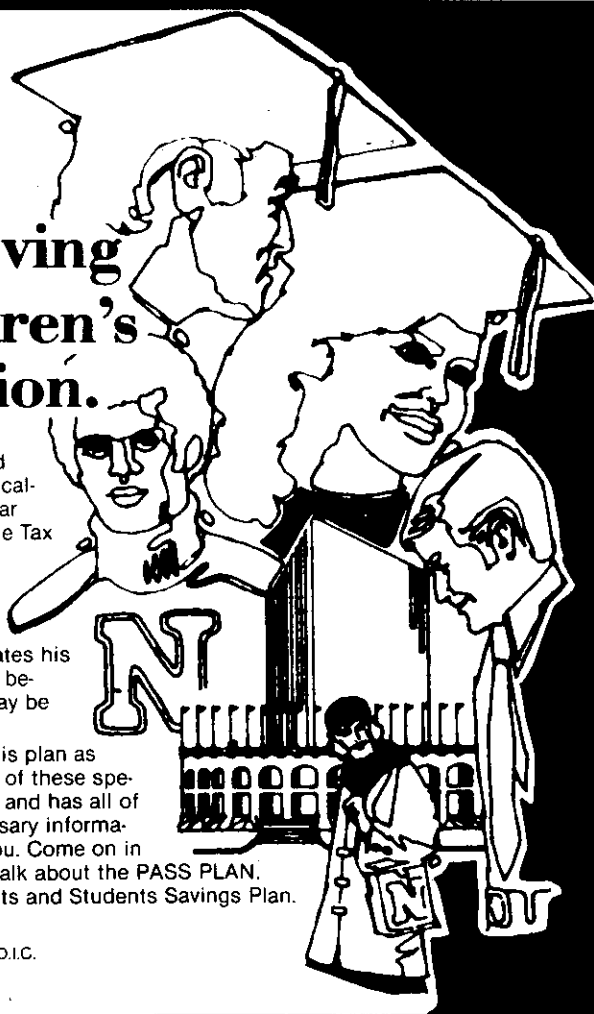 ving
ren's
ion.
d
cal-
ar
e Tax
ates his
be-
ay be
is plan as
of these spe-
and has all of
sary informa-
ou. Come on in
alk about the PASS PLAN.
ts and Students Savings Plan.
D.I.C.
N
N
DU